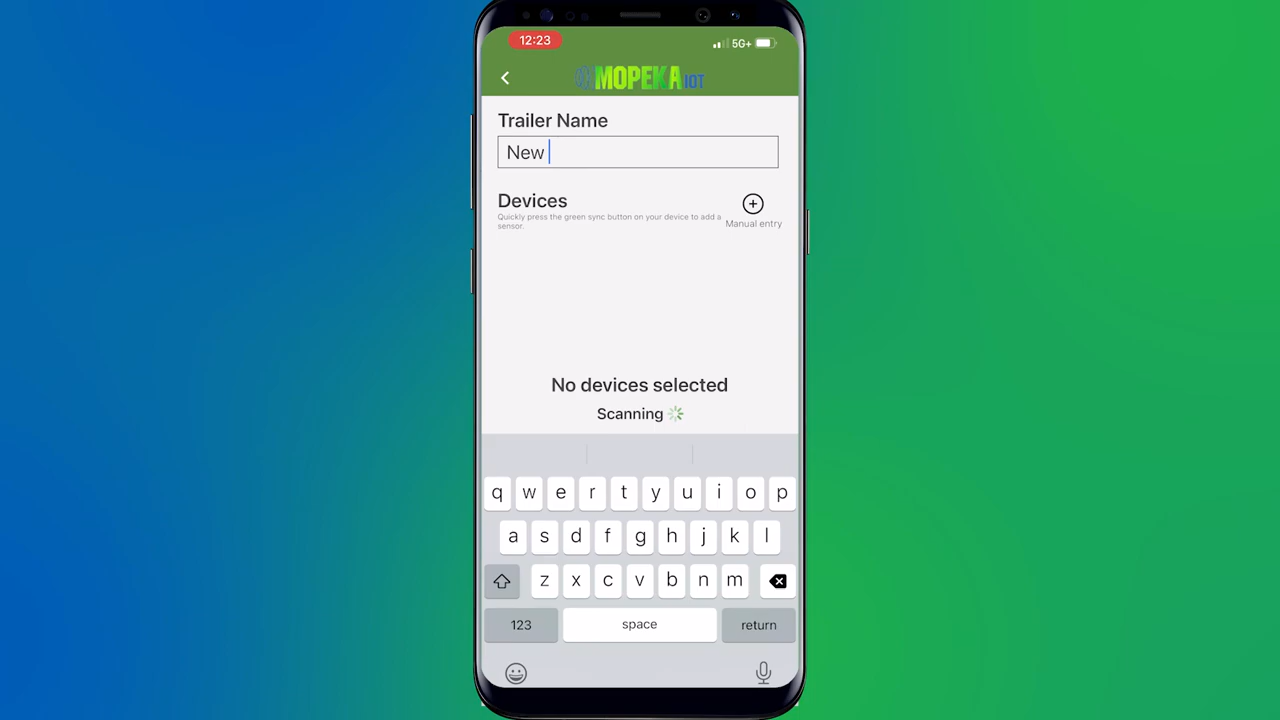 12:23
5G+
MOPEKA IOT
Trailer Name
New
Devices
Quickly press the green sync button on your device to add a
sensor.
Manual entry
No devices selected
Scanning
q w e r t y u i o p
a s d f g h j k l
z x c v b n m
123 space return